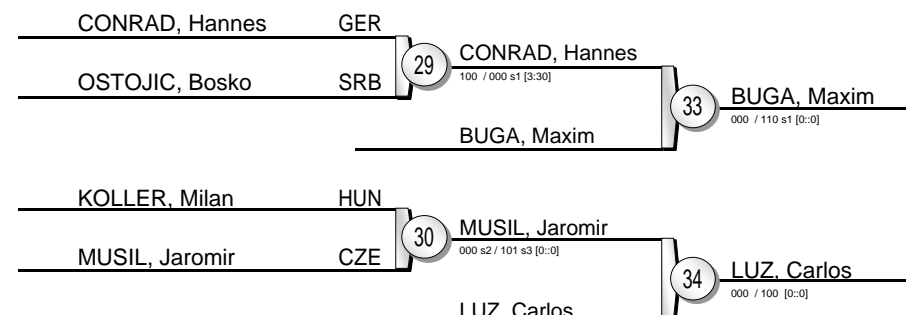 CONRAD, Hannes GER
29
CONRAD, Hannes
100 / 000 s1 [3:30]
OSTOJIC, Bosko SRB
33
BUGA, Maxim
000 / 110 s1 [0::0]
BUGA, Maxim
KOLLER, Milan HUN
30
MUSIL, Jaromir
000 s2 / 101 s3 [0::0]
MUSIL, Jaromir CZE
34
LUZ, Carlos
000 / 100 [0::0]
LUZ, Carlos